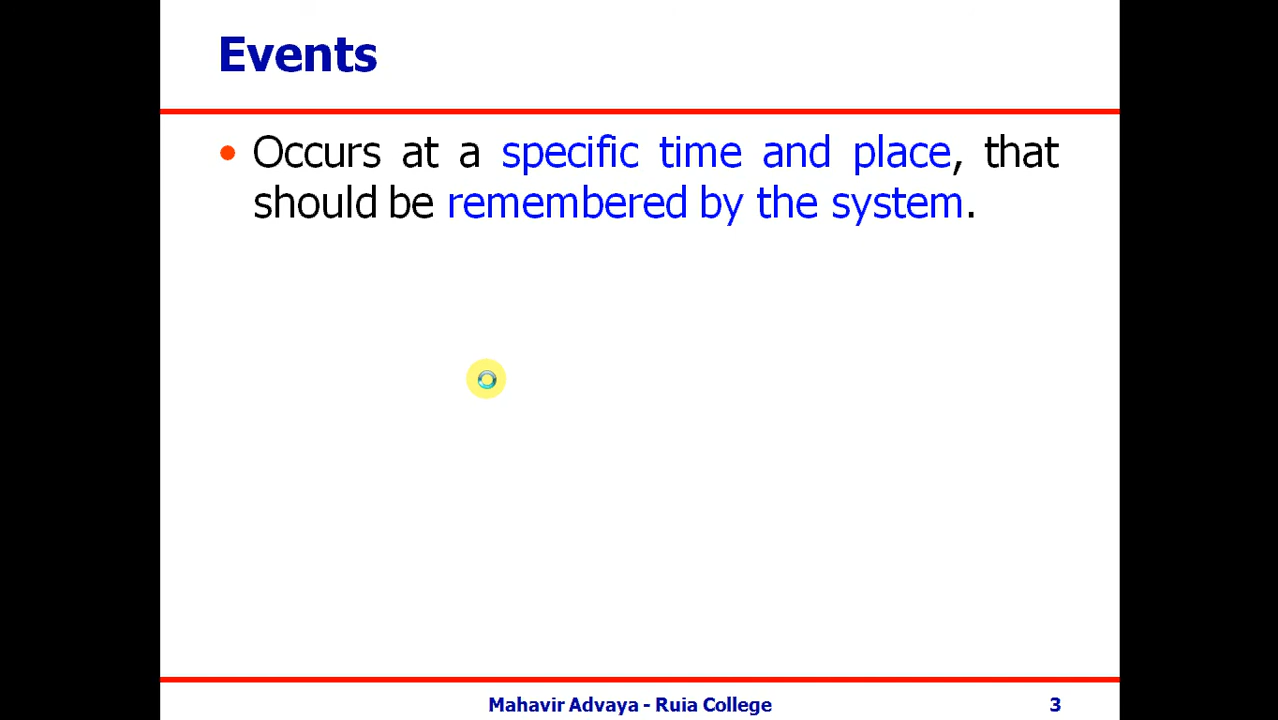 Events
• Occurs at a specific time and place, that
should be remembered by the system.
Mahavir Advaya - Ruia College 3